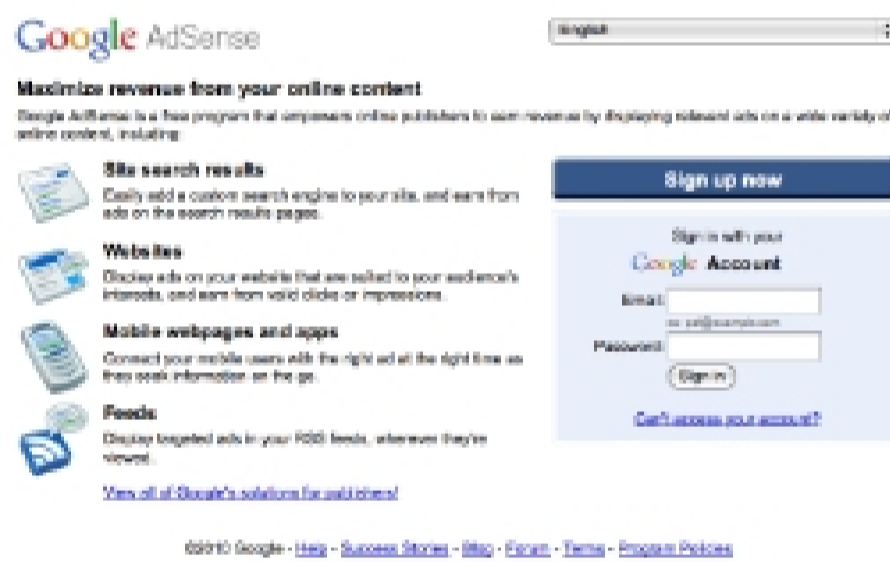 Google AdSense
English
Maximize revenue from your online content
Google AdSense is a free program that empowers online publishers to earn revenue by displaying relevant ads on a wide variety of
online content, including:
Site search results
Easily add a custom search engine to your site, and earn from
ads on the search results pages.
Websites
Display ads on your website that are suited to your audience's
interests, and earn from valid clicks or impressions.
Mobile webpages and apps
Connect your mobile users with the right ad at the right time as
they seek information on the go.
Feeds
Display targeted ads in your RSS feeds, wherever they're
viewed.
View all of Google's solutions for publishers!
Sign up now
Sign in with your
Google Account
Email:
ex: pat@example.com
Password:
Sign in
Can't access your account?
©2010 Google - Help - Success Stories - Blog - Forum - Terms - Program Policies